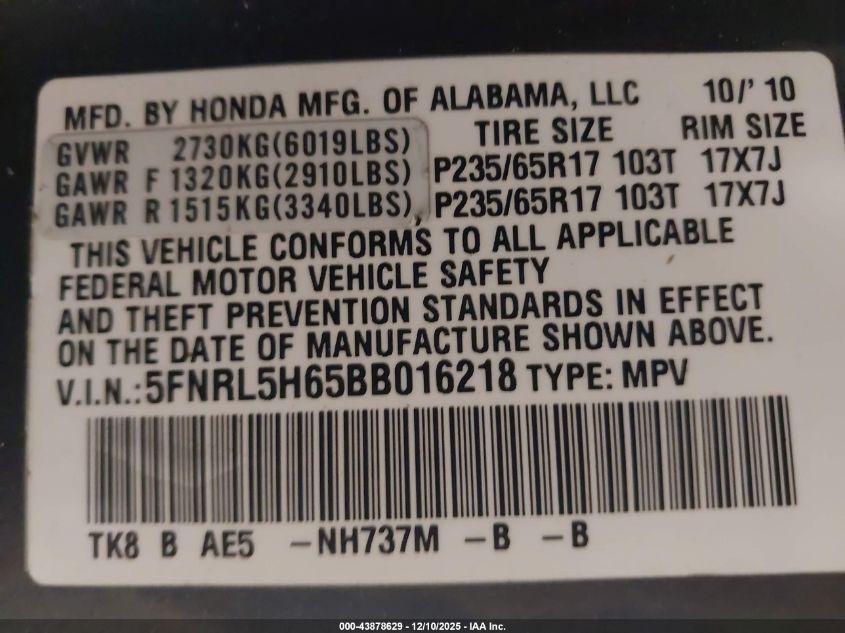 MFD. BY HONDA MFG. OF ALABAMA, LLC 10/'10
GVWR 2730KG(6019LBS) TIRE SIZE RIM SIZE
GAWR F 1320KG(2910LBS) P235/65R17 103T 17X7J
GAWR R 1515KG(3340LBS), P235/65R17 103T 17X7J
THIS VEHICLE CONFORMS TO ALL APPLICABLE
FEDERAL MOTOR VEHICLE SAFETY
AND THEFT PREVENTION STANDARDS IN EFFECT
ON THE DATE OF MANUFACTURE SHOWN ABOVE.
V.I.N.:5FNRL5H65BB016218 TYPE: MPV
TK8 B AE5 -NH737M -B -B
000-43878629 - 12/10/2025 - IAA Inc.